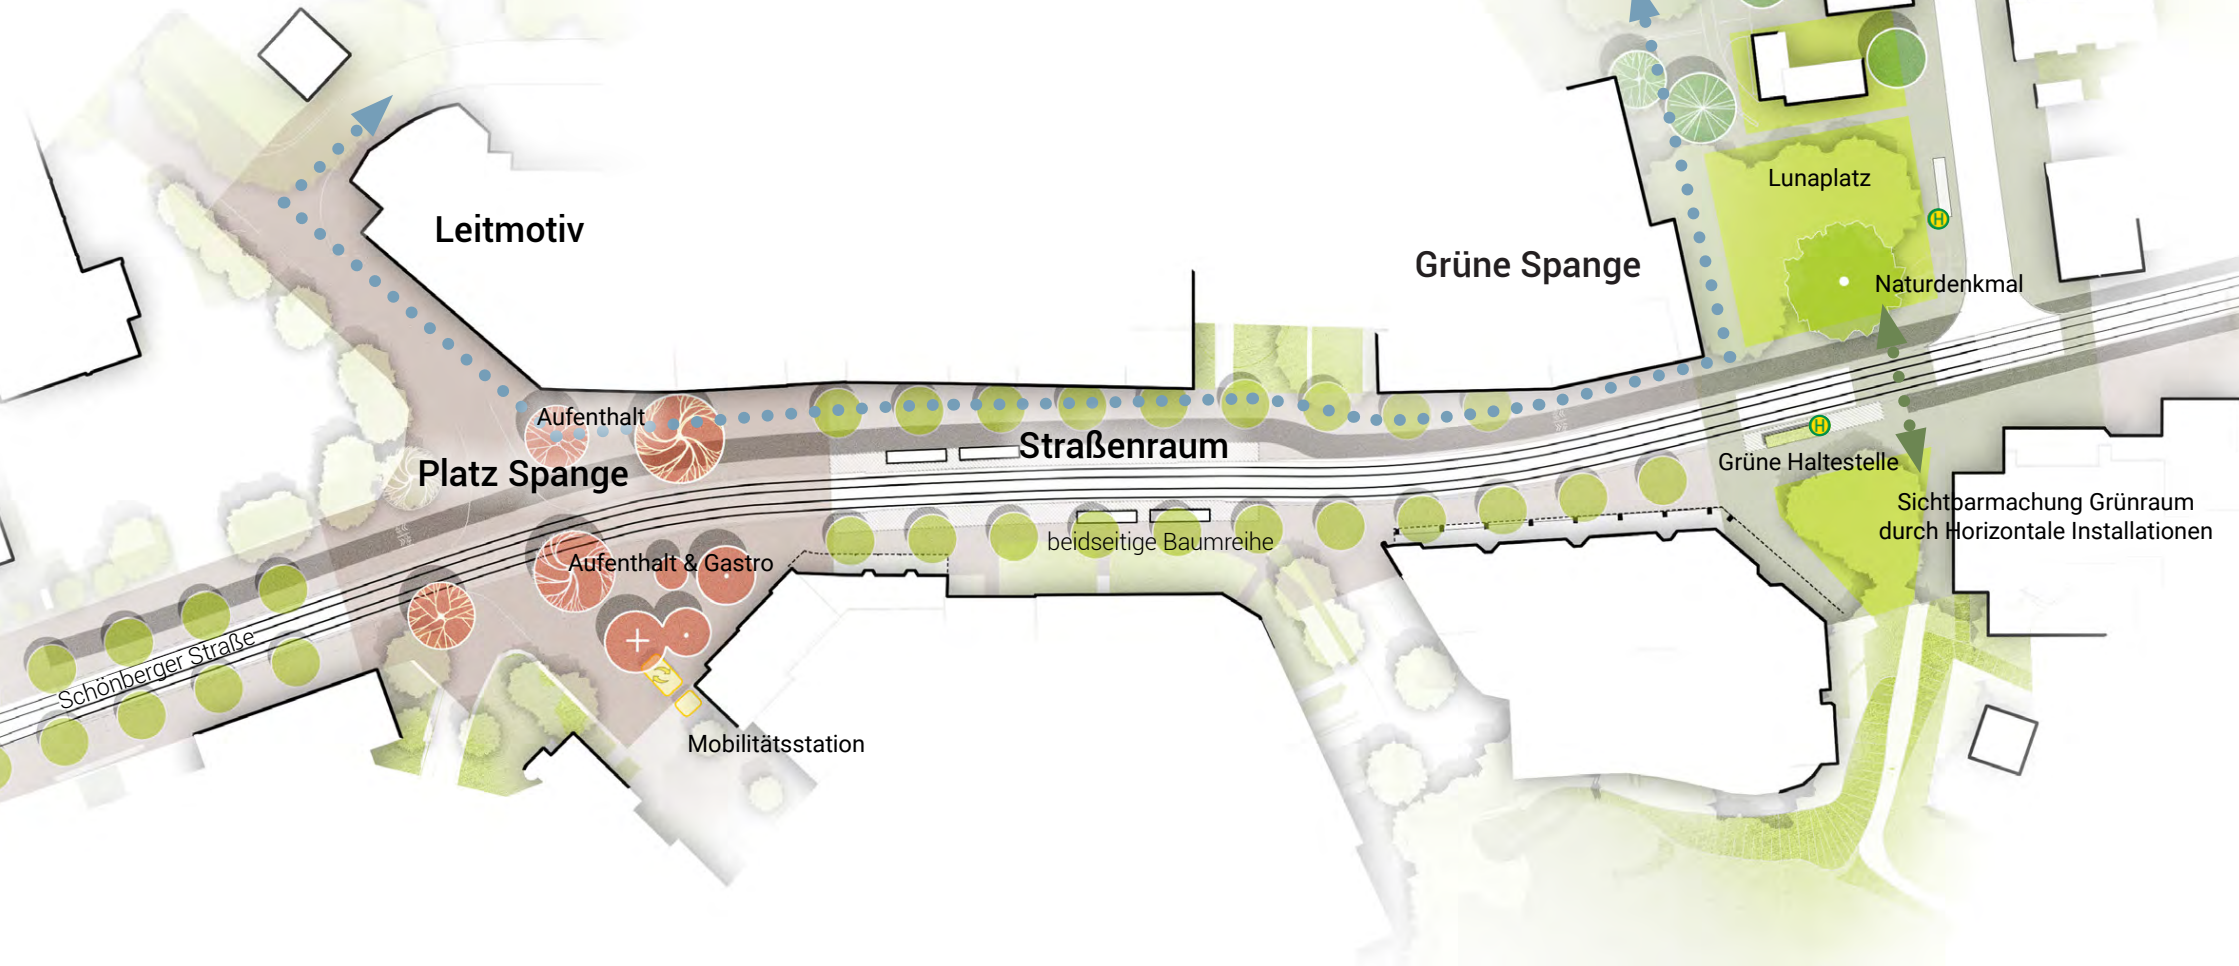 Lunaplatz
Leitmotiv
H
Grüne Spange
Naturdenkmal
Aufenthalt
Straßenraum
H
Platz Spange
Grüne Haltestelle
Sichtbarmachung Grünraum
durch Horizontale Installationen
beidseitige Baumreihe
Aufenthalt & Gastro
Schönberger Straße
Mobilitätsstation